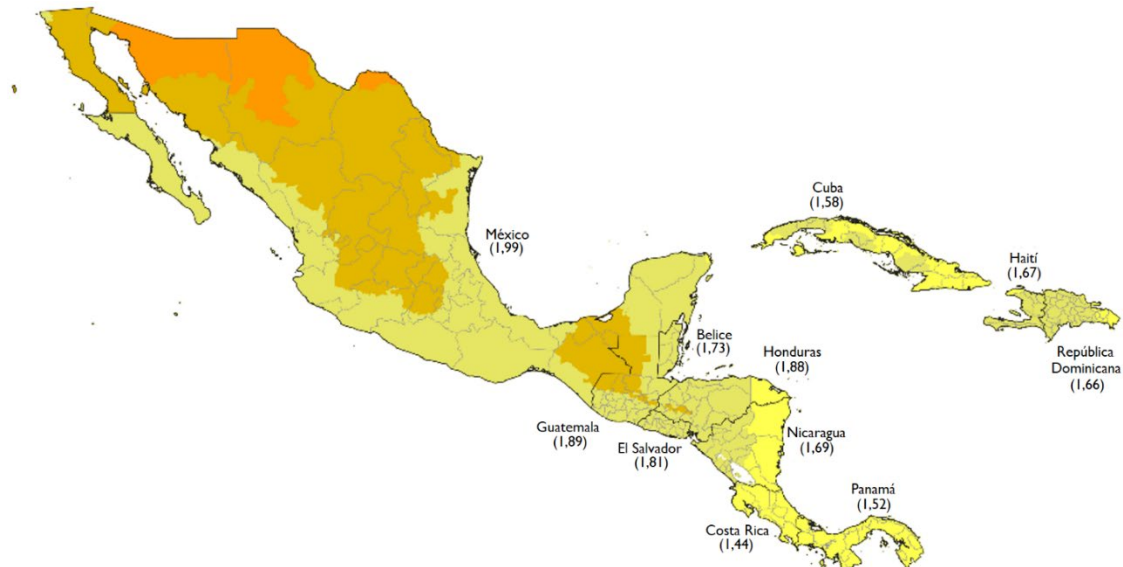 Cuba
(1,58)
México
(1,99)
Haití
(1,67)
Belice
(1,73)
Honduras
(1,88)
República
Dominicana
(1,66)
Guatemala
(1,89)
El Salvador
(1,81)
Nicaragua
(1,69)
Panamá
(1,52)
Costa Rica
(1,44)